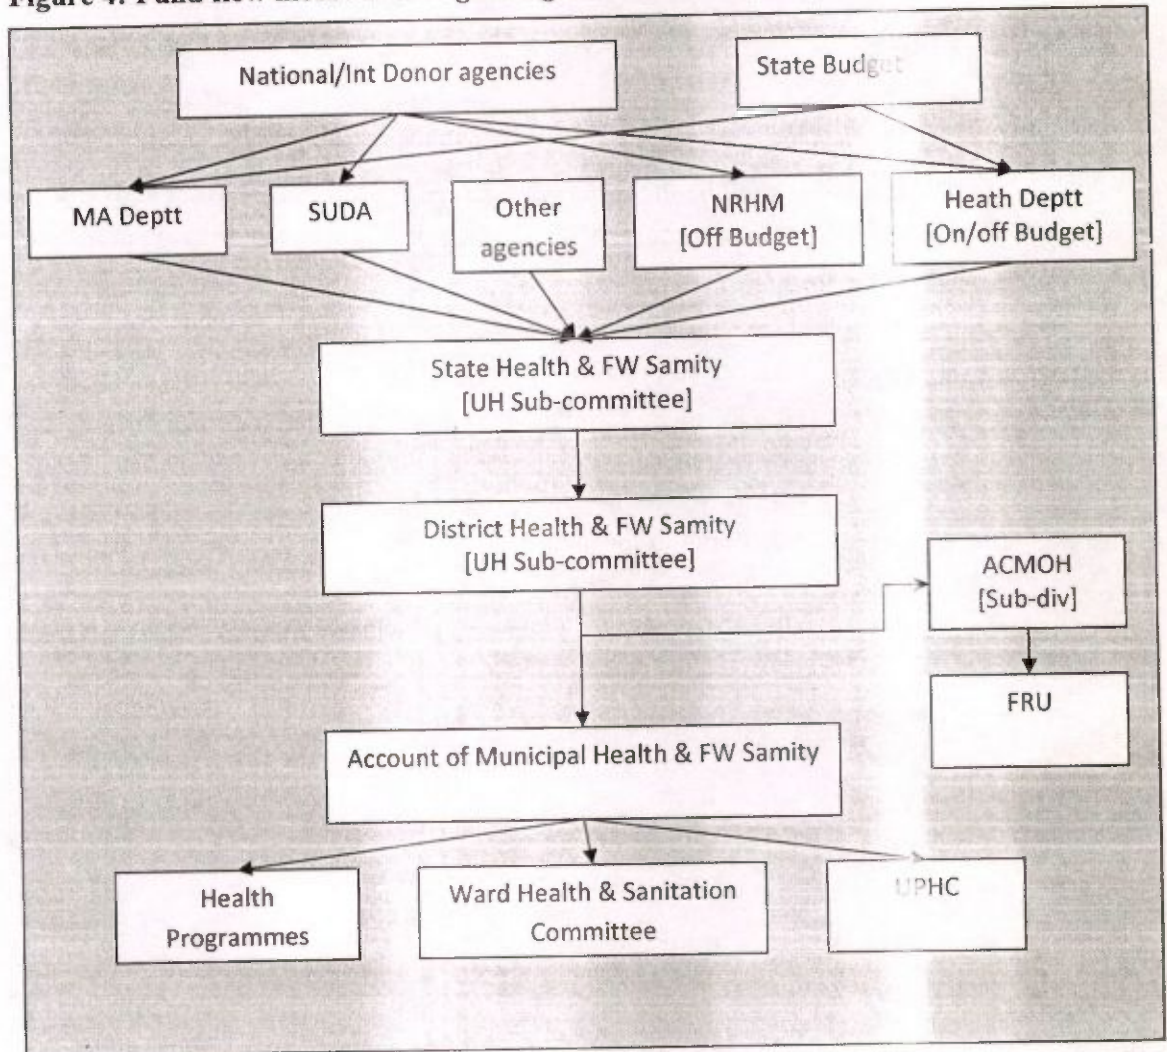 National/Int Donor agencies
State Budget
MA Deptt
SUDA
Other
agencies
NRHM
[Off Budget]
Heath Deptt
[On/off Budget]
State Health & FW Samity
[UH Sub-committee]
District Health & FW Samity
[UH Sub-committee]
ACMOH
[Sub-div]
FRU
Account of Municipal Health & FW Samity
Health
Programmes
Ward Health & Sanitation
Committee
UPHC